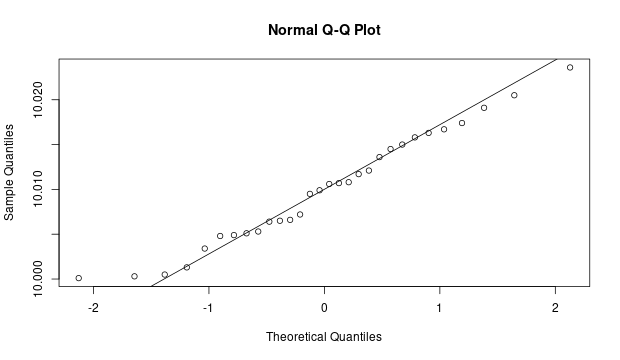 Normal Q-Q Plot
Sample Quantiles
10.020
10.010
10.000
-2 -1 0 1 2
Theoretical Quantiles